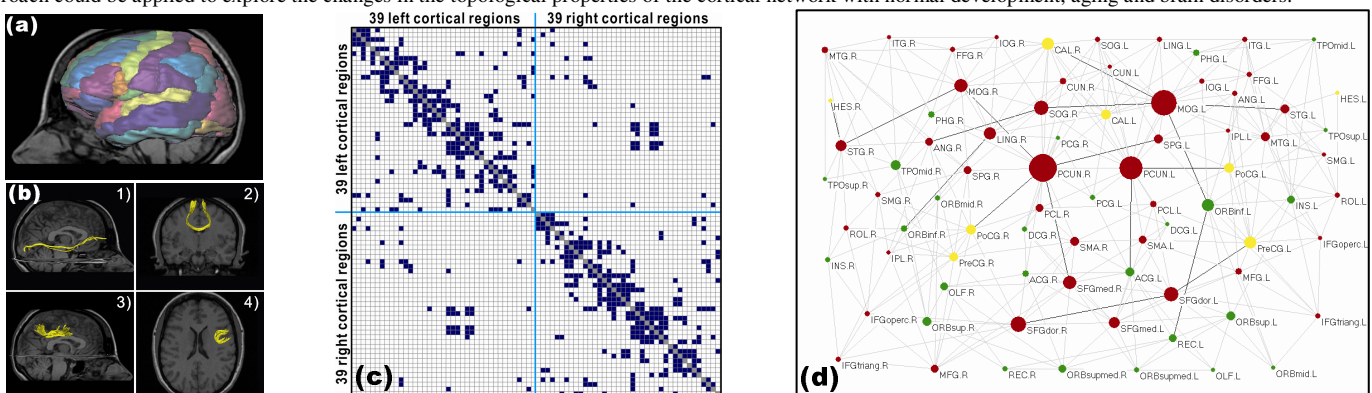 roach could be applied to explore the changes in the topological properties of the cortical network with normal development, aging and brain disorders.
(a)
(b)
1)
2)
3)
4)
39 left cortical regions
39 right cortical regions
39 left cortical regions
39 right cortical regions
(c)
MTG.R
ITG.R
FFG.R
IOG.R
CAL.R
SOG.L
LING.L
PHG.L
ITG.L
TPOmid.L
CUN.L
MOG.R
CUN.R
IOG.L
FFG.L
HES.R
PHG.R
SOG.R
CAL.L
MOG.L
ANG.L
STG.L
HES.L
STG.R
ANG.R
LING.R
PCG.R
SPG.L
IPL.L
MTG.L
TPOsup.L
TPOmid.R
SPG.R
PCUN.R
PCUN.L
PoCG.L
SMG.L
TPOsup.R
SMG.R
ORBmid.R
PCL.R
PCG.L
PCL.L
ORBinf.L
INS.L
ROL.L
ROL.R
ORBinf.R
PoCG.R
DCG.R
SMA.R
SMA.L
DCG.L
PreCG.L
IFGoperc.L
INS.R
IPL.R
PreCG.R
ACG.R
SFGmed.R
ACG.L
MFG.L
OLF.R
SFGdor.L
IFGoperc.R
ORBsup.R
SFGdor.R
SFGmed.L
REC.L
ORBsup.L
IFGtriang.L
IFGtriang.R
MFG.R
REC.R
ORBsupmed.R
ORBsupmed.L
OLF.L
ORBmid.L
(d)